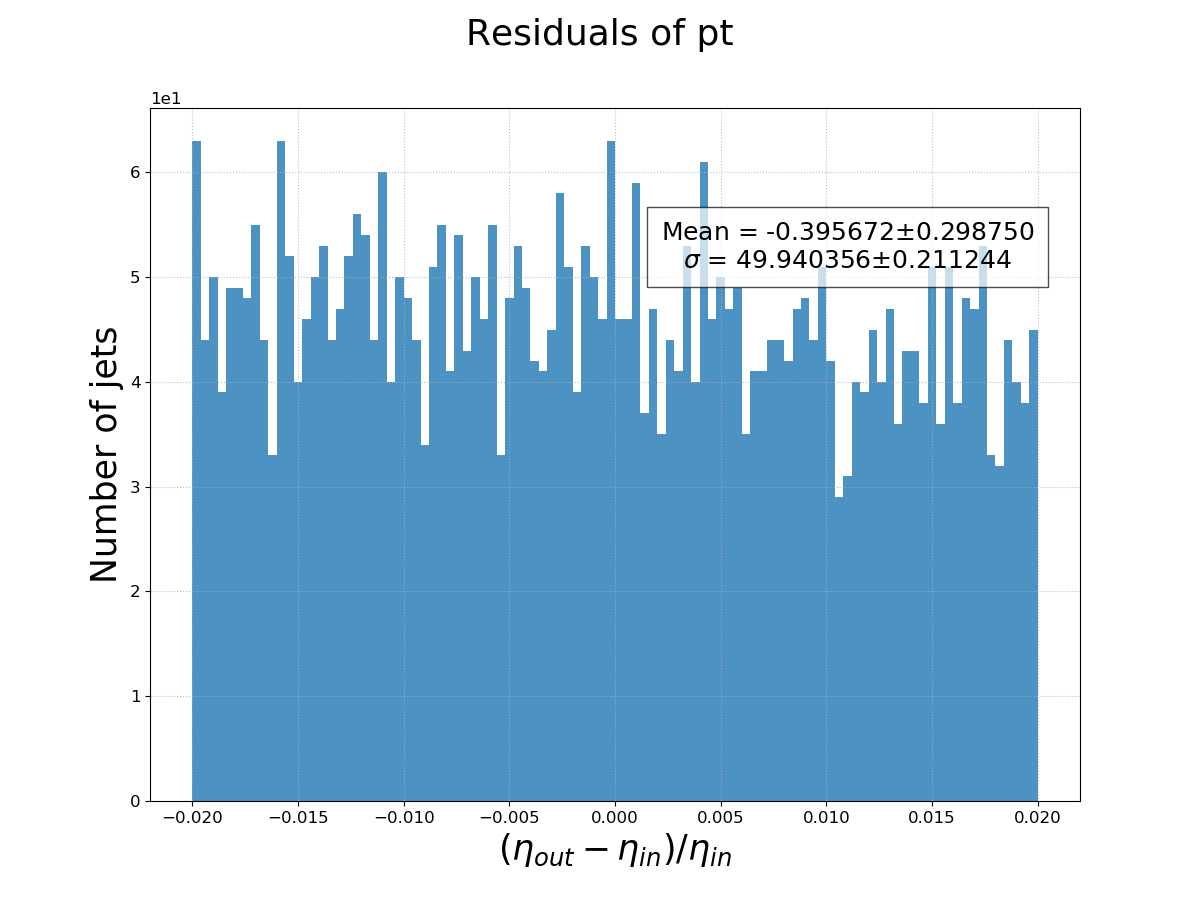 Residuals of pt
1e1
6
5
4
3
2
1
0
Number of jets
Mean = -0.395672±0.298750
σ = 49.940356±0.211244
−0.020 −0.015 −0.010 −0.005 0.000 0.005 0.010 0.015 0.020
(η_out − η_in)/η_in